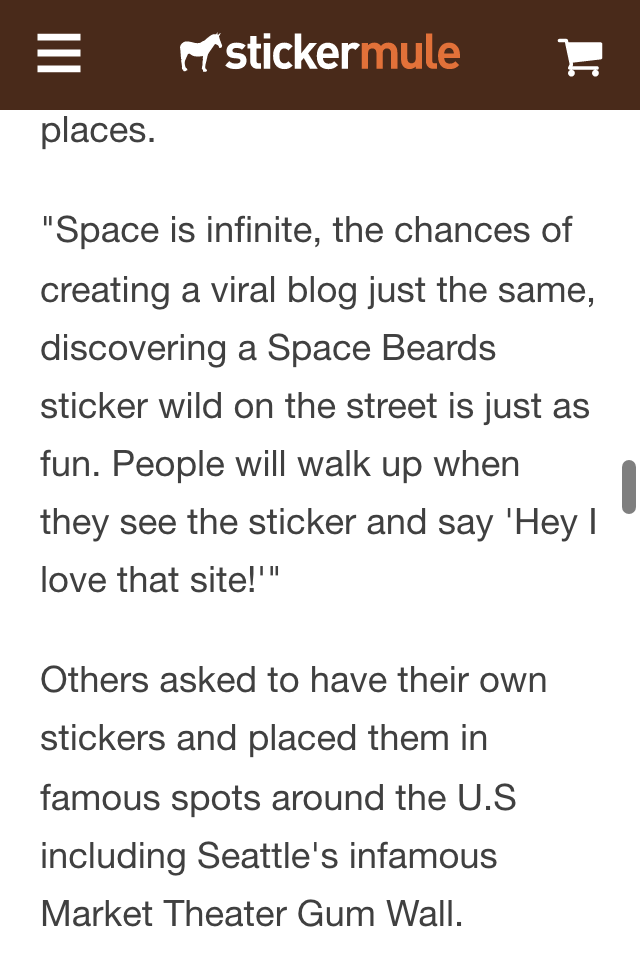 stickermule
places.
"Space is infinite, the chances of
creating a viral blog just the same,
discovering a Space Beards
sticker wild on the street is just as
fun. People will walk up when
they see the sticker and say 'Hey I
love that site!'"
Others asked to have their own
stickers and placed them in
famous spots around the U.S
including Seattle's infamous
Market Theater Gum Wall.